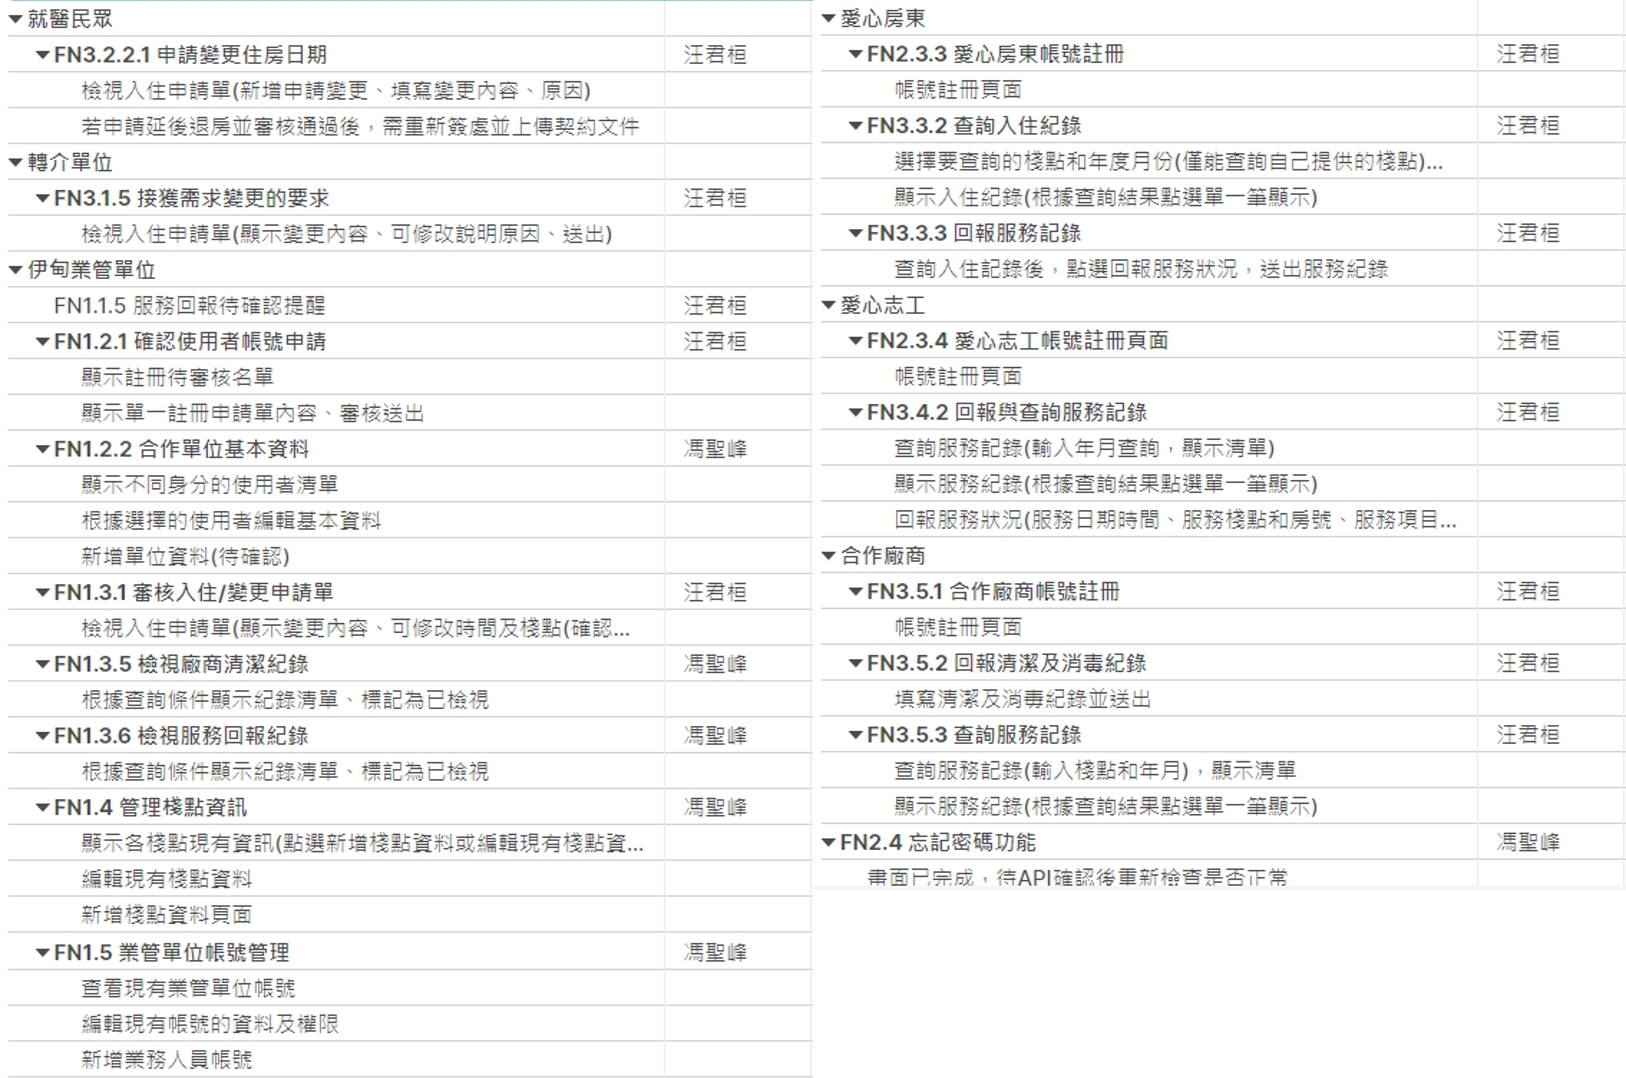 就醫民眾
FN3.2.2.1 申請變更住房日期 汪君桓
檢視入住申請單(新增申請變更、填寫變更內容、原因)
若申請延後退房並審核通過後，需重新簽處並上傳契約文件
轉介單位
FN3.1.5 接獲需求變更的要求 汪君桓
檢視入住申請單(顯示變更內容、可修改說明原因、送出)
伊甸業管單位
FN1.1.5 服務回報待確認提醒 汪君桓
FN1.2.1 確認使用者帳號申請 汪君桓
顯示註冊待審核名單
顯示單一註冊申請單內容、審核送出
FN1.2.2 合作單位基本資料 馮聖峰
顯示不同身分的使用者清單
根據選擇的使用者編輯基本資料
新增單位資料(待確認)
FN1.3.1 審核入住/變更申請單 汪君桓
檢視入住申請單(顯示變更內容、可修改時間及棧點(確認...
FN1.3.5 檢視廠商清潔紀錄 馮聖峰
根據查詢條件顯示紀錄清單、標記為已檢視
FN1.3.6 檢視服務回報紀錄 馮聖峰
根據查詢條件顯示紀錄清單、標記為已檢視
FN1.4 管理棧點資訊 馮聖峰
顯示各棧點現有資訊(點選新增棧點資料或編輯現有棧點資...
編輯現有棧點資料
新增棧點資料頁面
FN1.5 業管單位帳號管理 馮聖峰
查看現有業管單位帳號
編輯現有帳號的資料及權限
新增業務人員帳號
愛心房東
FN2.3.3 愛心房東帳號註冊 汪君桓
帳號註冊頁面
FN3.3.2 查詢入住紀錄 汪君桓
選擇要查詢的棧點和年度月份(僅能查詢自己提供的棧點)...
顯示入住紀錄(根據查詢結果點選單一筆顯示)
FN3.3.3 回報服務記錄 汪君桓
查詢入住記錄後，點選回報服務狀況，送出服務紀錄
愛心志工
FN2.3.4 愛心志工帳號註冊頁面 汪君桓
帳號註冊頁面
FN3.4.2 回報與查詢服務記錄 汪君桓
查詢服務記錄(輸入年月查詢，顯示清單)
顯示服務紀錄(根據查詢結果點選單一筆顯示)
回報服務狀況(服務日期時間、服務棧點和房號、服務項目...
合作廠商
FN3.5.1 合作廠商帳號註冊 汪君桓
帳號註冊頁面
FN3.5.2 回報清潔及消毒紀錄 汪君桓
填寫清潔及消毒紀錄並送出
FN3.5.3 查詢服務記錄 汪君桓
查詢服務記錄(輸入棧點和年月)，顯示清單
顯示服務紀錄(根據查詢結果點選單一筆顯示)
FN2.4 忘記密碼功能 馮聖峰
畫面已完成，待API確認後重新檢查是否正常